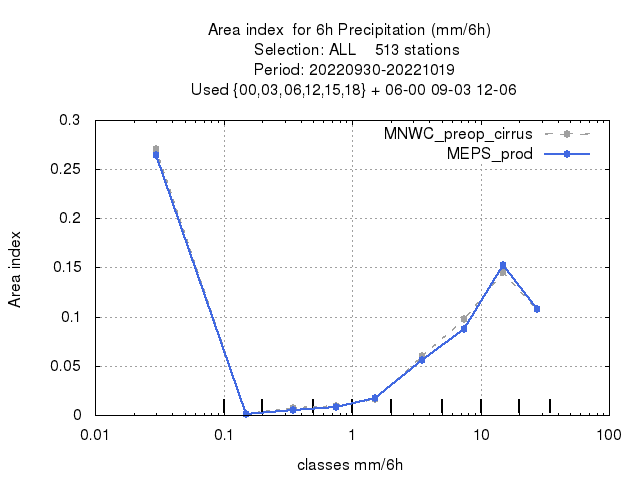 Area index  for 6h Precipitation (mm/6h)
Selection: ALL    513 stations
Period: 20220930-20221019
Used {00,03,06,12,15,18} + 06-00 09-03 12-06
MNWC_preop_cirrus
MEPS_prod
Area index
0.3
0.25
0.2
0.15
0.1
0.05
0
0.01
0.1
1
10
100
classes mm/6h